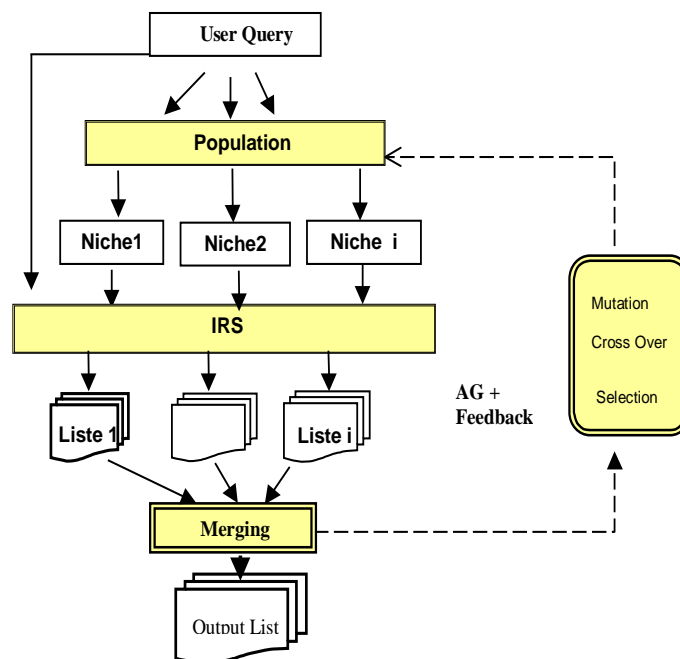 User Query
Population
Niche1
Niche2
Niche i
IRS
Liste 1
Liste i
Mutation
Cross Over
Selection
AG +
Feedback
Merging
Output List